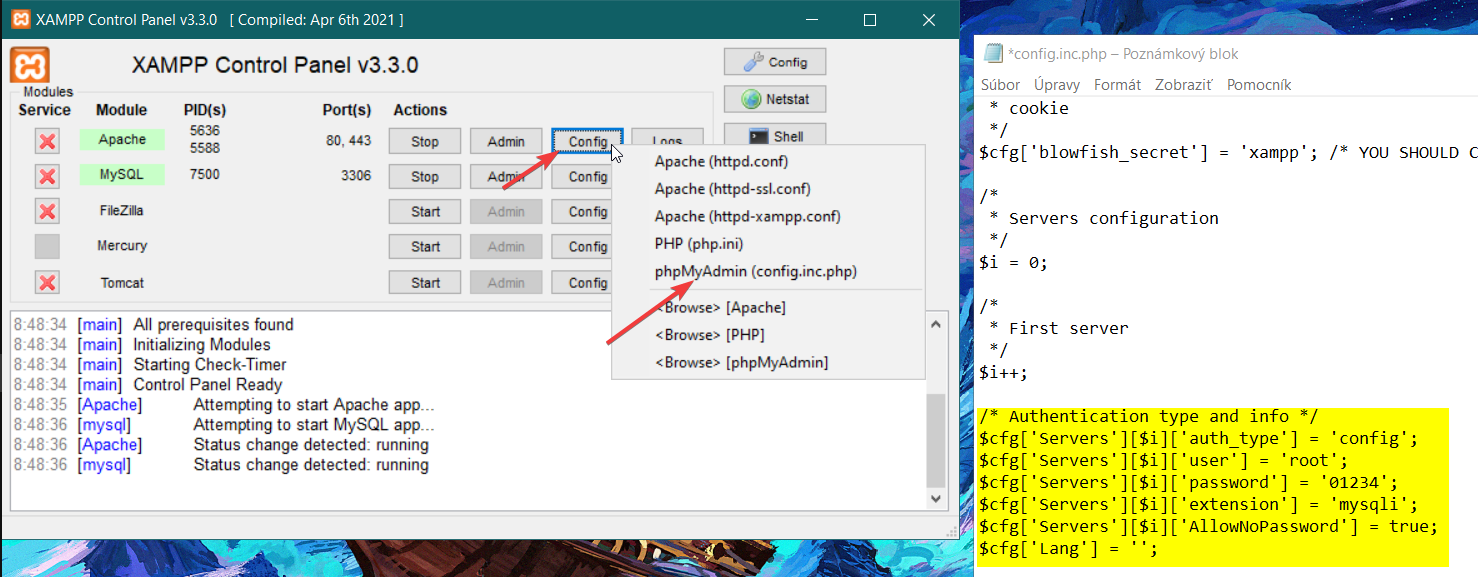 XAMPP Control Panel v3.3.0 [ Compiled: Apr 6th 2021 ]
XAMPP Control Panel v3.3.0
Config
Netstat
Shell
Modules
Service Module PID(s) Port(s) Actions
Apache 5636 5588 80, 443 Stop Admin Config Logs
MySQL 7500 3306 Stop Admin Config
FileZilla Start Admin Config
Mercury Start Admin Config
Tomcat Start Admin Config
Apache (httpd.conf)
Apache (httpd-ssl.conf)
Apache (httpd-xampp.conf)
PHP (php.ini)
phpMyAdmin (config.inc.php)
<Browse> [Apache]
<Browse> [PHP]
<Browse> [phpMyAdmin]
8:48:34 [main] All prerequisites found
8:48:34 [main] Initializing Modules
8:48:34 [main] Starting Check-Timer
8:48:34 [main] Control Panel Ready
8:48:35 [Apache] Attempting to start Apache app...
8:48:36 [mysql] Attempting to start MySQL app...
8:48:36 [Apache] Status change detected: running
8:48:36 [mysql] Status change detected: running
*config.inc.php – Poznámkový blok
Súbor Úpravy Formát Zobraziť Pomocník
* cookie
*/
$cfg['blowfish_secret'] = 'xampp'; /* YOU SHOULD C
/*
* Servers configuration
*/
$i = 0;
/*
* First server
*/
$i++;
/* Authentication type and info */
$cfg['Servers'][$i]['auth_type'] = 'config';
$cfg['Servers'][$i]['user'] = 'root';
$cfg['Servers'][$i]['password'] = '01234';
$cfg['Servers'][$i]['extension'] = 'mysqli';
$cfg['Servers'][$i]['AllowNoPassword'] = true;
$cfg['Lang'] = '';